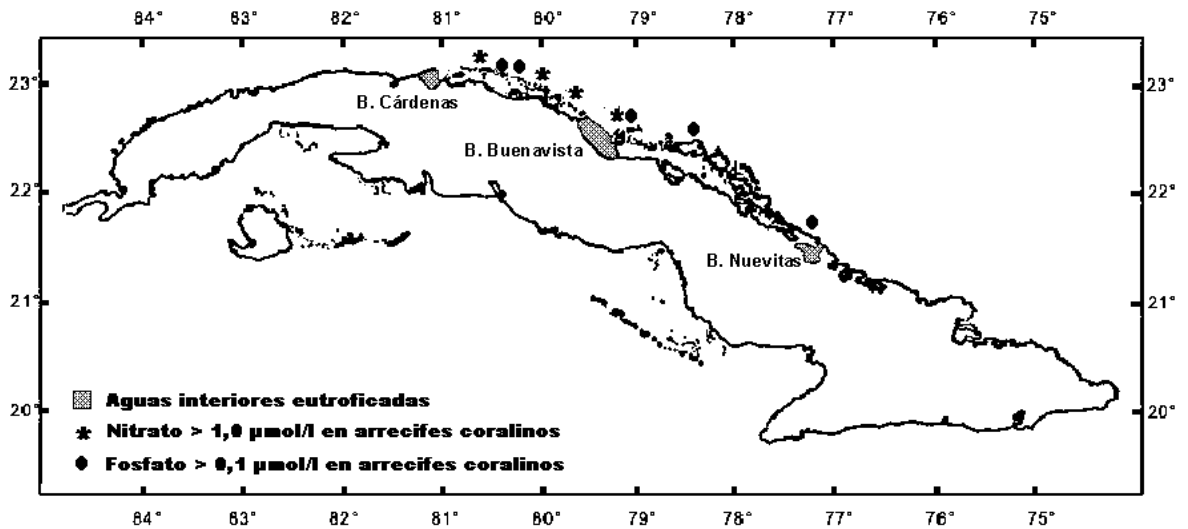 84° 83° 82° 81° 80° 79° 78° 77° 76° 75°
23° 23°
B. Cárdenas
B. Buenavista
22° 22°
B. Nuevitas
21° 21°
Aguas interiores eutroficadas
20° 20°
Nitrato > 1,0 µmol/l en arrecifes coralinos
Fosfato > 0,1 µmol/l en arrecifes coralinos
84° 83° 82° 81° 80° 79° 78° 77° 76° 75°